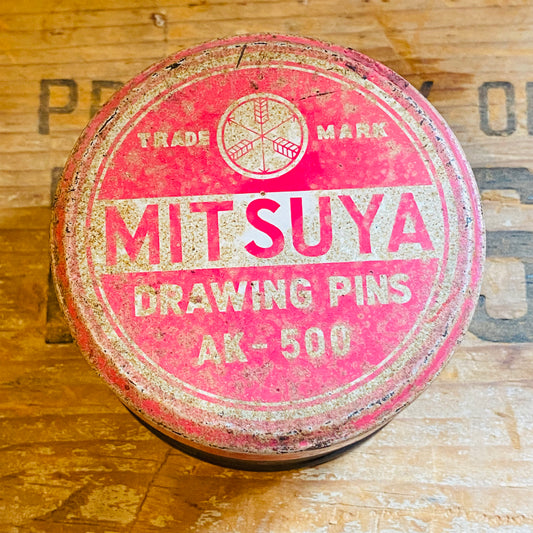 TRADE MARK
MITSUYA
DRAWING PINS
AK-500